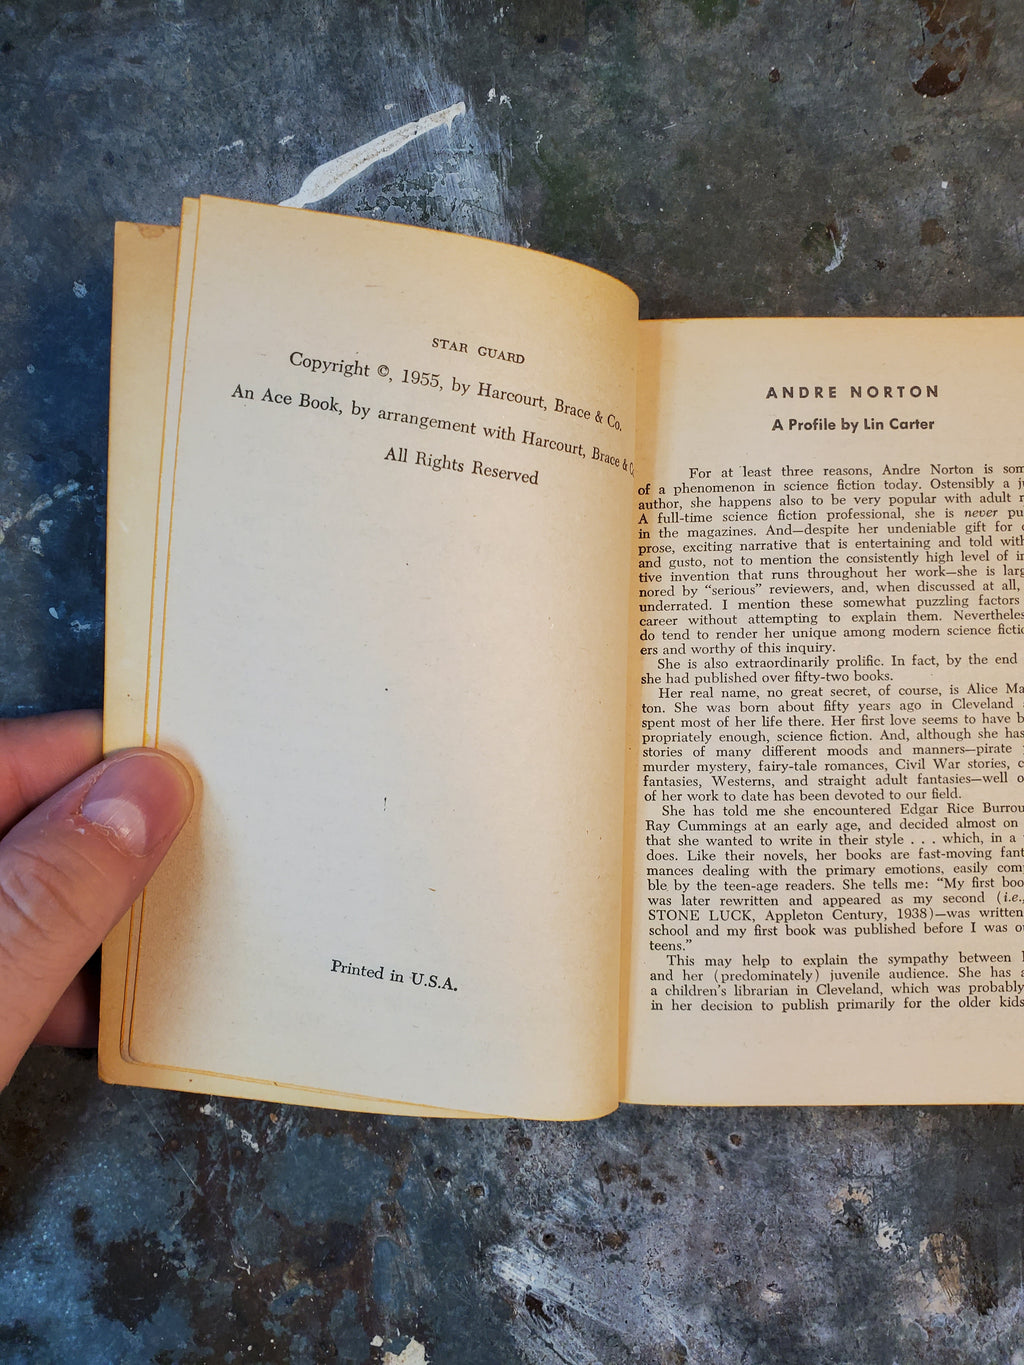 STAR GUARD
Copyright ©, 1955, by Harcourt, Brace & Co.
An Ace Book, by arrangement with Harcourt, Brace &
All Rights Reserved
Printed in U.S.A.
ANDRE NORTON
A Profile by Lin Carter
For at least three reasons, Andre Norton is
of a phenomenon in science fiction today. Ostensibly a
author, she happens also to be very popular with adult
A full-time science fiction professional, she is never
in the magazines. And—despite her undeniable gift for
prose, exciting narrative that is entertaining and told
and gusto, not to mention the consistently high level of
tive invention that runs throughout her work—she is
nored by "serious" reviewers, and, when discussed at all,
underrated. I mention these somewhat puzzling factors
career without attempting to explain them.
do tend to render her unique among modern science
ers and worthy of this inquiry.
She is also extraordinarily prolific. In fact, by the end
she had published over fifty-two books.
Her real name, no great secret, of course, is Alice
ton. She was born about fifty years ago in Cleveland
spent most of her life there. Her first love seems to have
propriately enough, science fiction. And, although she has
stories of many different moods and manners—pirate
murder mystery, fairy-tale romances, Civil War stories,
fantasies, Westerns, and straight adult fantasies—well
of her work to date has been devoted to our field.
She has told me she encountered Edgar Rice
Ray Cummings at an early age, and decided almost on
that she wanted to write in their style . . . which, in a
does. Like their novels, her books are fast-moving
mances dealing with the primary emotions, easily
ble by the teen-age readers. She tells me: "My first
was later rewritten and appeared as my second (i.e.,
STONE LUCK, Appleton Century, 1938)—was written
school and my first book was published before I was
teens."
This may help to explain the sympathy between
and her (predominately) juvenile audience. She has
a children's librarian in Cleveland, which was probably
in her decision to publish primarily for the older kids